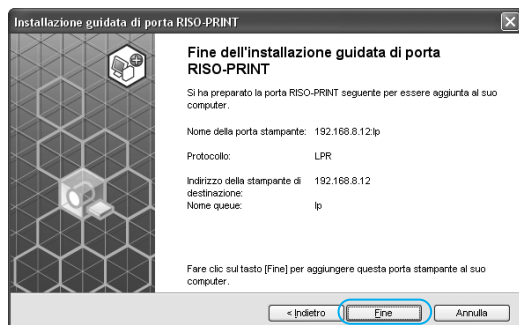 Installazione guidata di porta RISO-PRINT
Fine dell'installazione guidata di porta
RISO-PRINT
Si ha preparato la porta RISO-PRINT seguente per essere aggiunta al suo
computer.
Nome della porta stampante: 192.168.8.12:lp
Protocollo: LPR
Indirizzo della stampante di 192.168.8.12
destinazione:
Nome queue: lp
Fare clic sul tasto [Fine] per aggiungere questa porta stampante al suo
computer.
< Indietro Fine Annulla